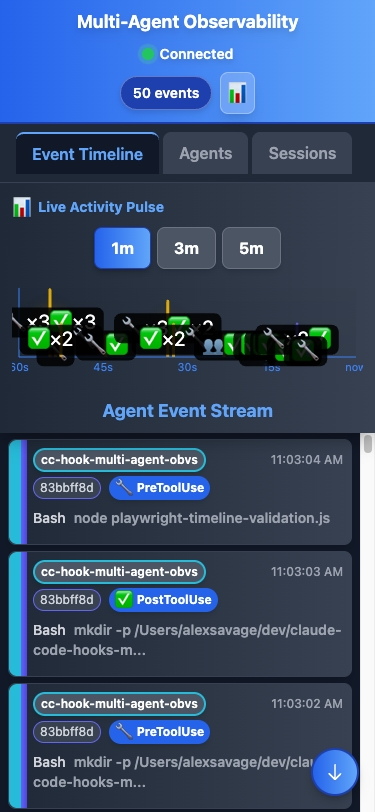 Multi-Agent Observability
Connected
50 events
Event Timeline Agents Sessions
Live Activity Pulse
1m 3m 5m
×3 ×3
×2 ×2
45s 30s 15s now
Agent Event Stream
cc-hook-multi-agent-obvs 11:03:04 AM
83bbff8d PreToolUse
Bash node playwright-timeline-validation.js
cc-hook-multi-agent-obvs 11:03:03 AM
83bbff8d PostToolUse
Bash mkdir -p /Users/alexsavage/dev/claude-
code-hooks-m...
cc-hook-multi-agent-obvs 11:03:02 AM
83bbff8d PreToolUse
Bash mkdir -p /Users/alexsavage/dev/claude-
code-hooks-m...